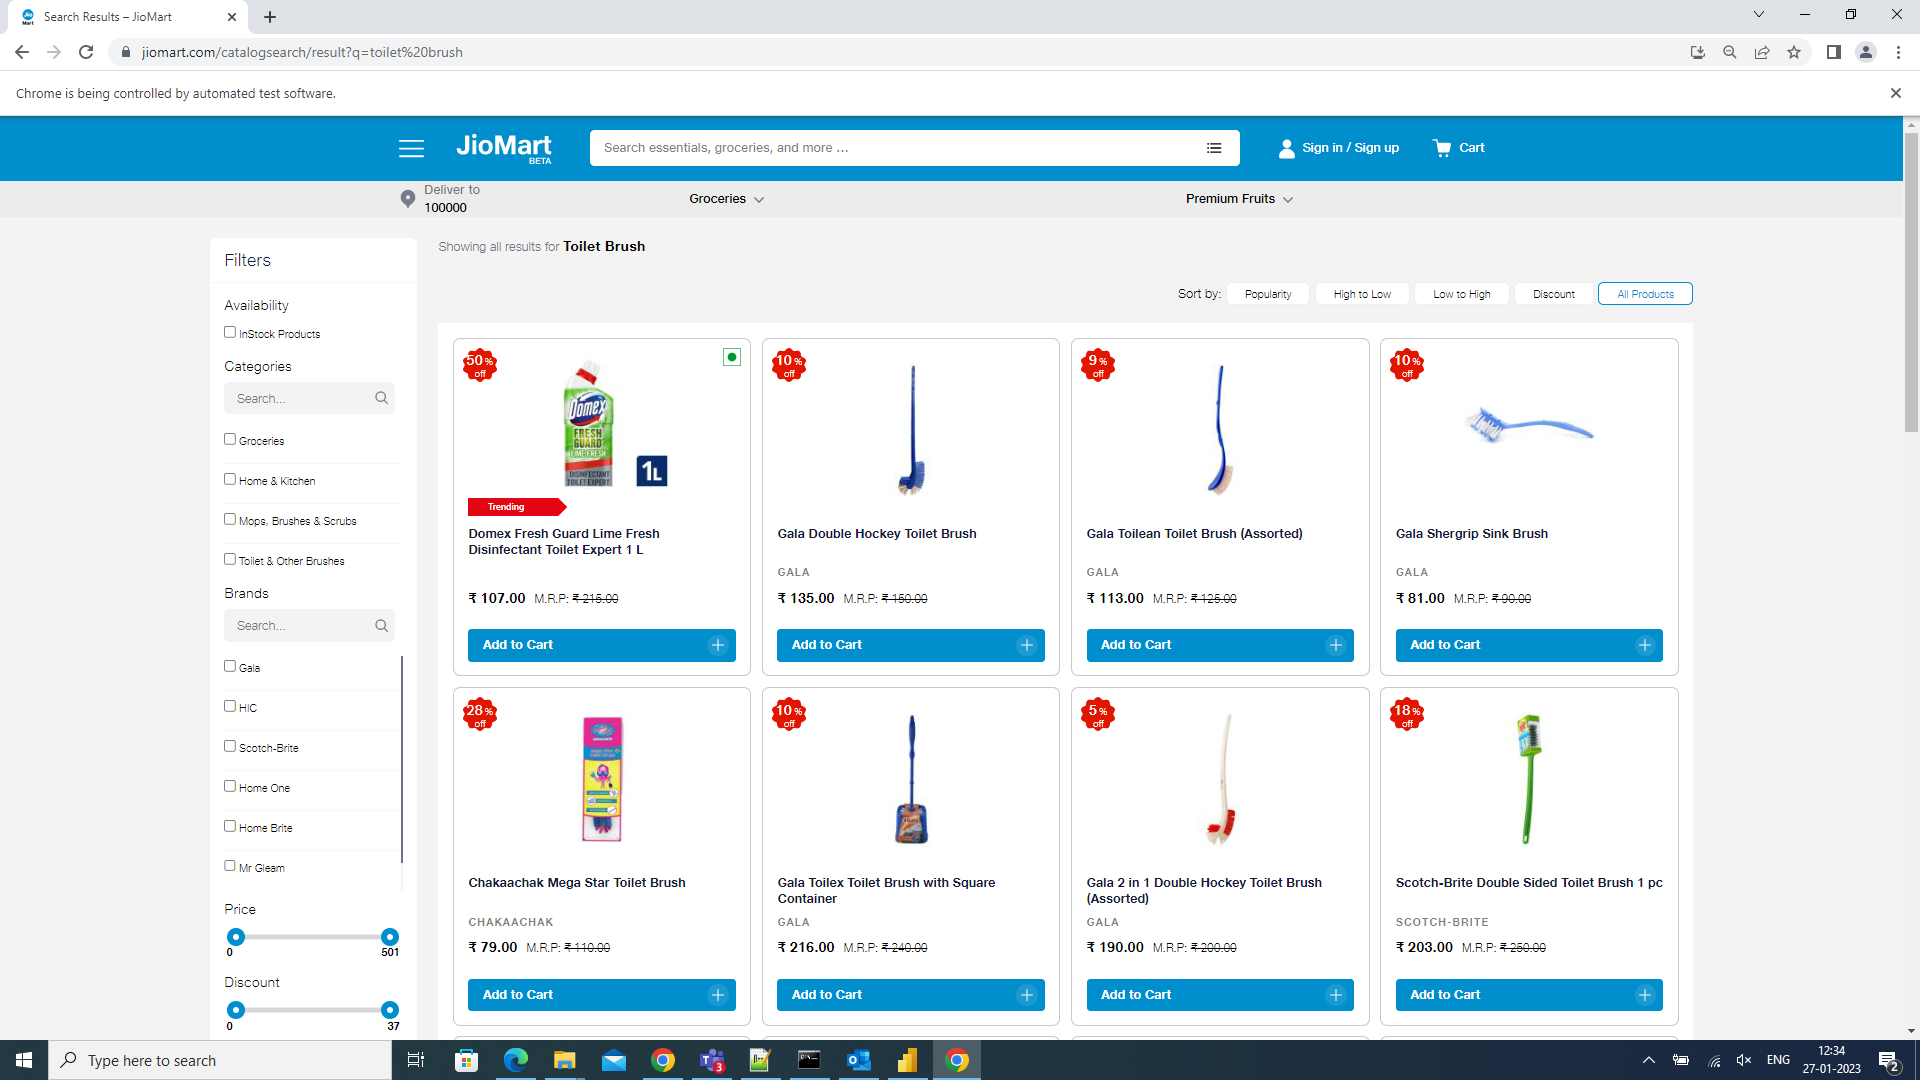 Search Results – JioMart
jiomart.com/catalogsearch/result?q=toilet%20brush
Chrome is being controlled by automated test software.
JioMart
BETA
Search essentials, groceries, and more ...
Sign in / Sign up
Cart
Deliver to
100000
Groceries
Premium Fruits
Showing all results for Toilet Brush
Sort by:
Popularity
High to Low
Low to High
Discount
All Products
Filters
Availability
InStock Products
Categories
Search...
Groceries
Home & Kitchen
Mops, Brushes & Scrubs
Toilet & Other Brushes
Brands
Search...
Gala
HIC
Scotch-Brite
Home One
Home Brite
Mr Gleam
Price
0
501
Discount
0
37
50%
off
Domex
FRESH
GUARD
LIME FRESH
DISINFECTANT
TOILET EXPERT
1L
Trending
Domex Fresh Guard Lime Fresh
Disinfectant Toilet Expert 1 L
₹ 107.00 M.R.P: ₹ 215.00
Add to Cart
10%
off
Gala Double Hockey Toilet Brush
GALA
₹ 135.00 M.R.P: ₹ 150.00
Add to Cart
9%
off
Gala Toilean Toilet Brush (Assorted)
GALA
₹ 113.00 M.R.P: ₹ 125.00
Add to Cart
10%
off
Gala Shergrip Sink Brush
GALA
₹ 81.00 M.R.P: ₹ 90.00
Add to Cart
28%
off
Chakaachak Mega Star Toilet Brush
CHAKAACHAK
₹ 79.00 M.R.P: ₹ 110.00
Add to Cart
10%
off
Gala Toilex Toilet Brush with Square
Container
GALA
₹ 216.00 M.R.P: ₹ 240.00
Add to Cart
5%
off
Gala 2 in 1 Double Hockey Toilet Brush
(Assorted)
GALA
₹ 190.00 M.R.P: ₹ 200.00
Add to Cart
18%
off
Scotch-Brite Double Sided Toilet Brush 1 pc
SCOTCH-BRITE
₹ 203.00 M.R.P: ₹ 250.00
Add to Cart
Type here to search
3
ENG
12:34
27-01-2023
2